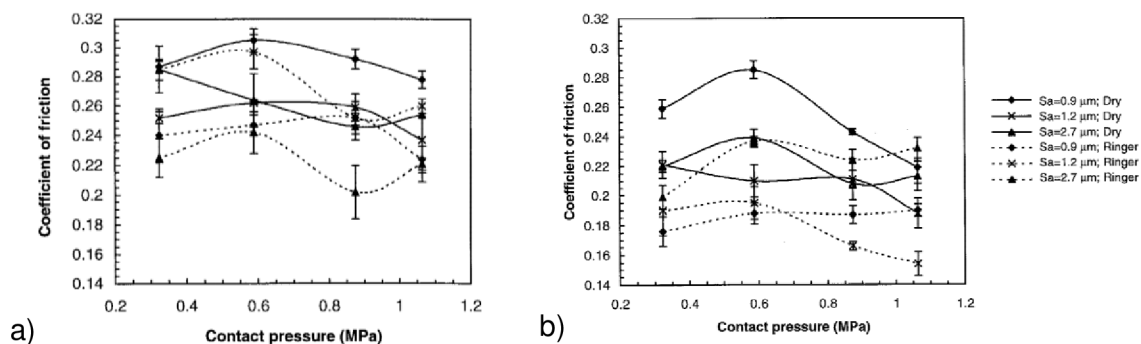 0.32
0.3
0.28
0.26
0.24
0.22
0.2
0.18
0.16
0.14
Coefficient of friction
0.2 0.4 0.6 0.8 1 1.2
Contact pressure (MPa)
a)
0.32
0.3
0.28
0.26
0.24
0.22
0.2
0.18
0.16
0.14
Coefficient of friction
0.2 0.4 0.6 0.8 1 1.2
Contact pressure (MPa)
b)
Sa=0.9 µm; Dry
Sa=1.2 µm; Dry
Sa=2.7 µm; Dry
Sa=0.9 µm; Ringer
Sa=1.2 µm; Ringer
Sa=2.7 µm; Ringer